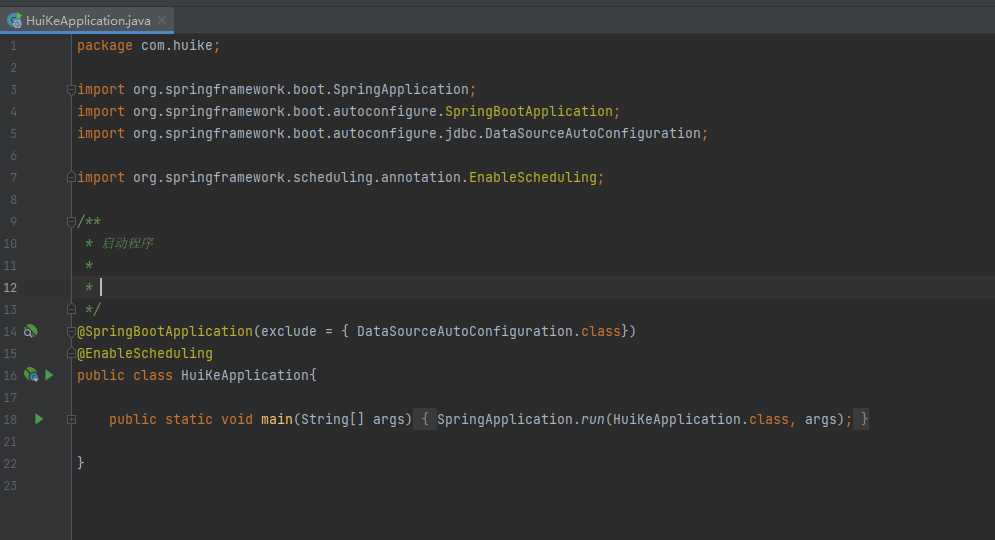 HuiKeApplication.java
1 package com.huike;
2
3 import org.springframework.boot.SpringApplication;
4 import org.springframework.boot.autoconfigure.SpringBootApplication;
5 import org.springframework.boot.autoconfigure.jdbc.DataSourceAutoConfiguration;
6
7 import org.springframework.scheduling.annotation.EnableScheduling;
8
9 /**
10 * 启动程序
11 *
12 *
13 */
14 @SpringBootApplication(exclude = { DataSourceAutoConfiguration.class})
15 @EnableScheduling
16 public class HuiKeApplication{
17
18 public static void main(String[] args) { SpringApplication.run(HuiKeApplication.class, args); }
21
22 }
23